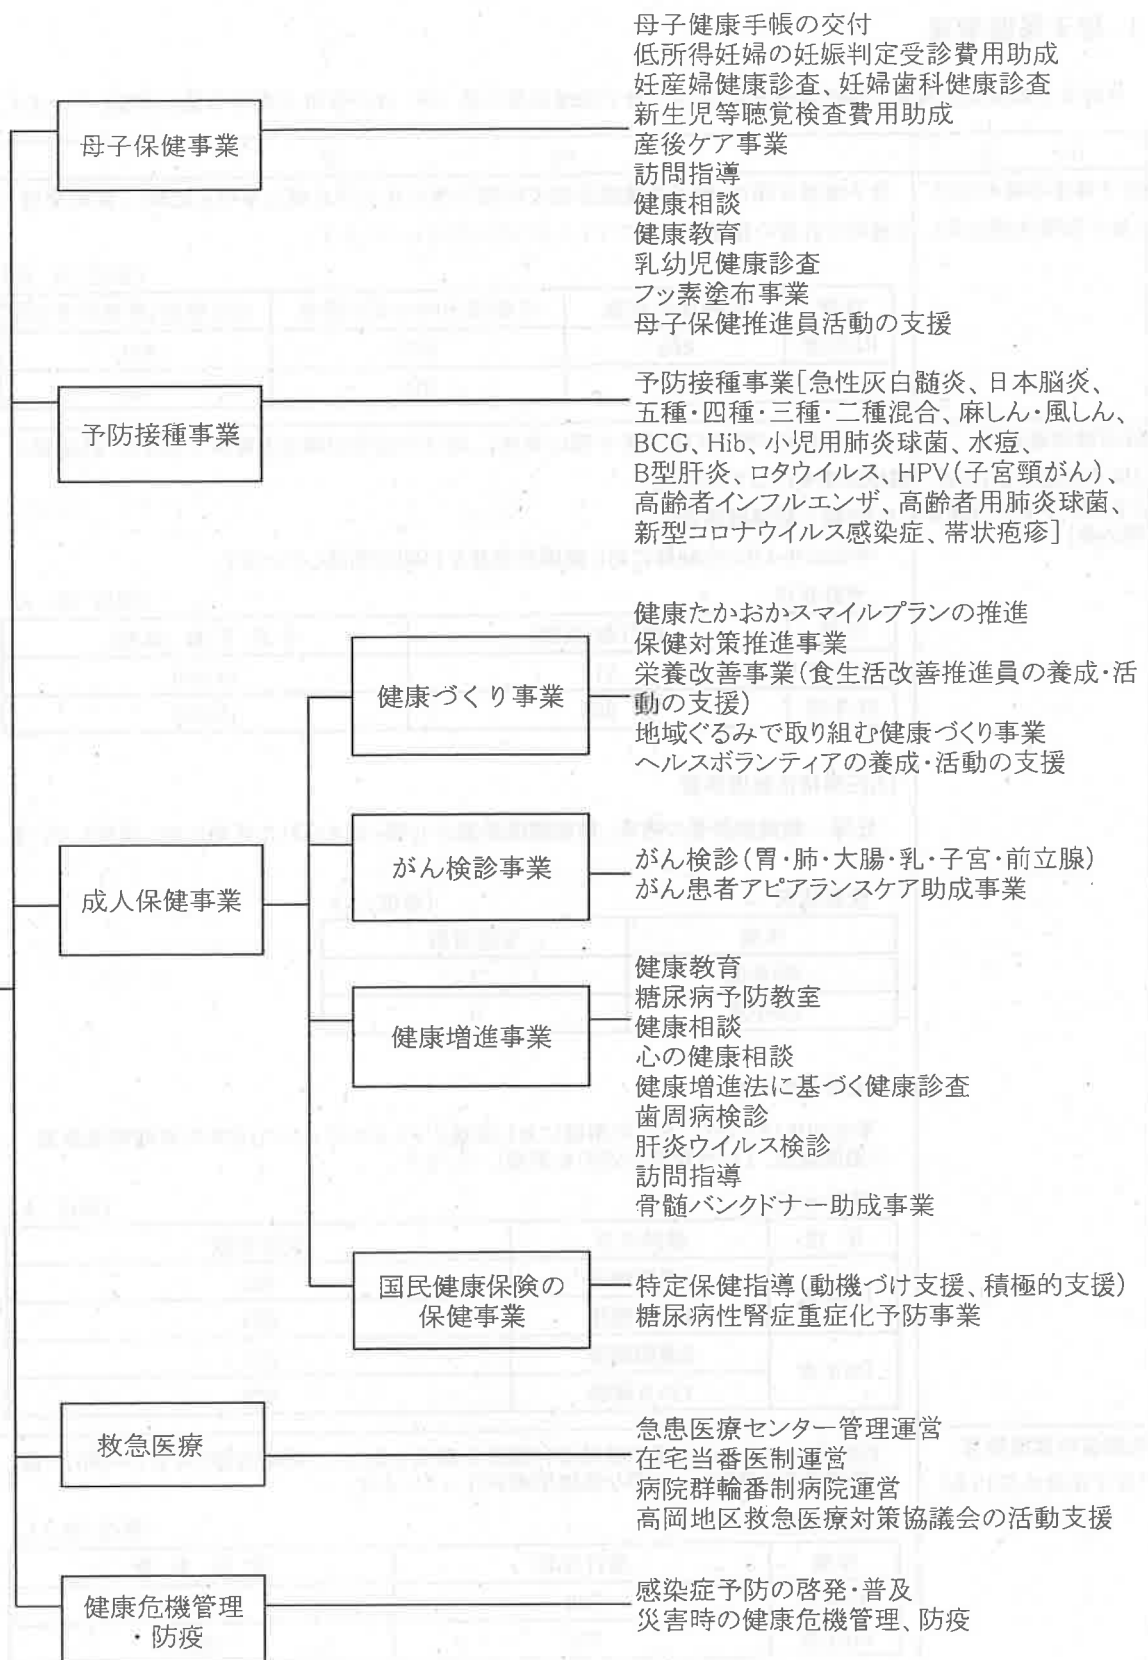 母子保健事業
母子健康手帳の交付
低所得妊婦の妊娠判定受診費用助成
妊産婦健康診査、妊婦歯科健康診査
新生児等聴覚検査費用助成
産後ケア事業
訪問指導
健康相談
健康教育
乳幼児健康診査
フッ素塗布事業
母子保健推進員活動の支援
予防接種事業
予防接種事業[急性灰白髄炎、日本脳炎、
五種・四種・三種・二種混合、麻しん・風しん、
BCG、Hib、小児用肺炎球菌、水痘、
B型肝炎、ロタウイルス、HPV(子宮頸がん)、
高齢者インフルエンザ、高齢者用肺炎球菌、
新型コロナウイルス感染症、帯状疱疹]
成人保健事業
健康づくり事業
健康たかおかスマイルプランの推進
保健対策推進事業
栄養改善事業(食生活改善推進員の養成・活
動の支援)
地域ぐるみで取り組む健康づくり事業
ヘルスボランティアの養成・活動の支援
がん検診事業
がん検診(胃・肺・大腸・乳・子宮・前立腺)
がん患者アピアランスケア助成事業
健康増進事業
健康教育
糖尿病予防教室
健康相談
心の健康相談
健康増進法に基づく健康診査
歯周病検診
肝炎ウイルス検診
訪問指導
骨髄バンクドナー助成事業
国民健康保険の
保健事業
特定保健指導(動機づけ支援、積極的支援)
糖尿病性腎症重症化予防事業
救急医療
急患医療センター管理運営
在宅当番医制運営
病院群輪番制病院運営
高岡地区救急医療対策協議会の活動支援
健康危機管理
・防疫
感染症予防の啓発・普及
災害時の健康危機管理、防疫